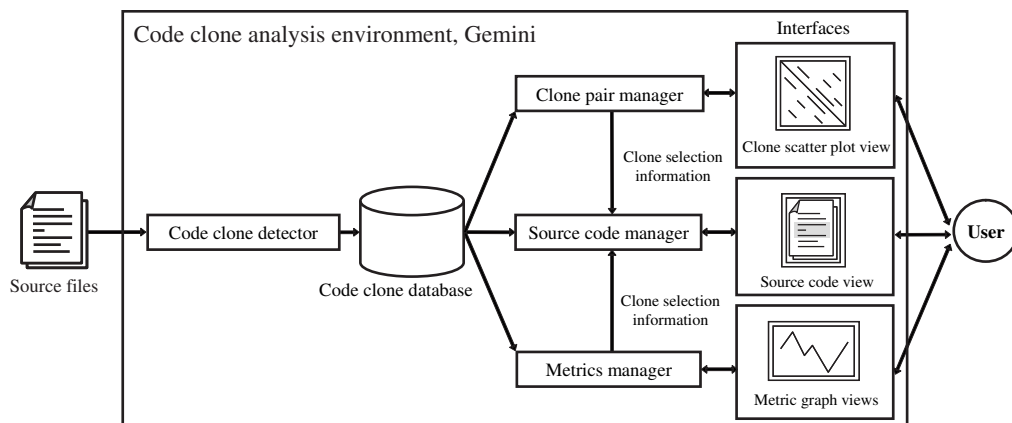 Code clone analysis environment, Gemini
Interfaces
Clone pair manager
Clone scatter plot view
Clone selection
information
Source files
Code clone detector
Code clone database
Source code manager
Source code view
User
Clone selection
information
Metrics manager
Metric graph views